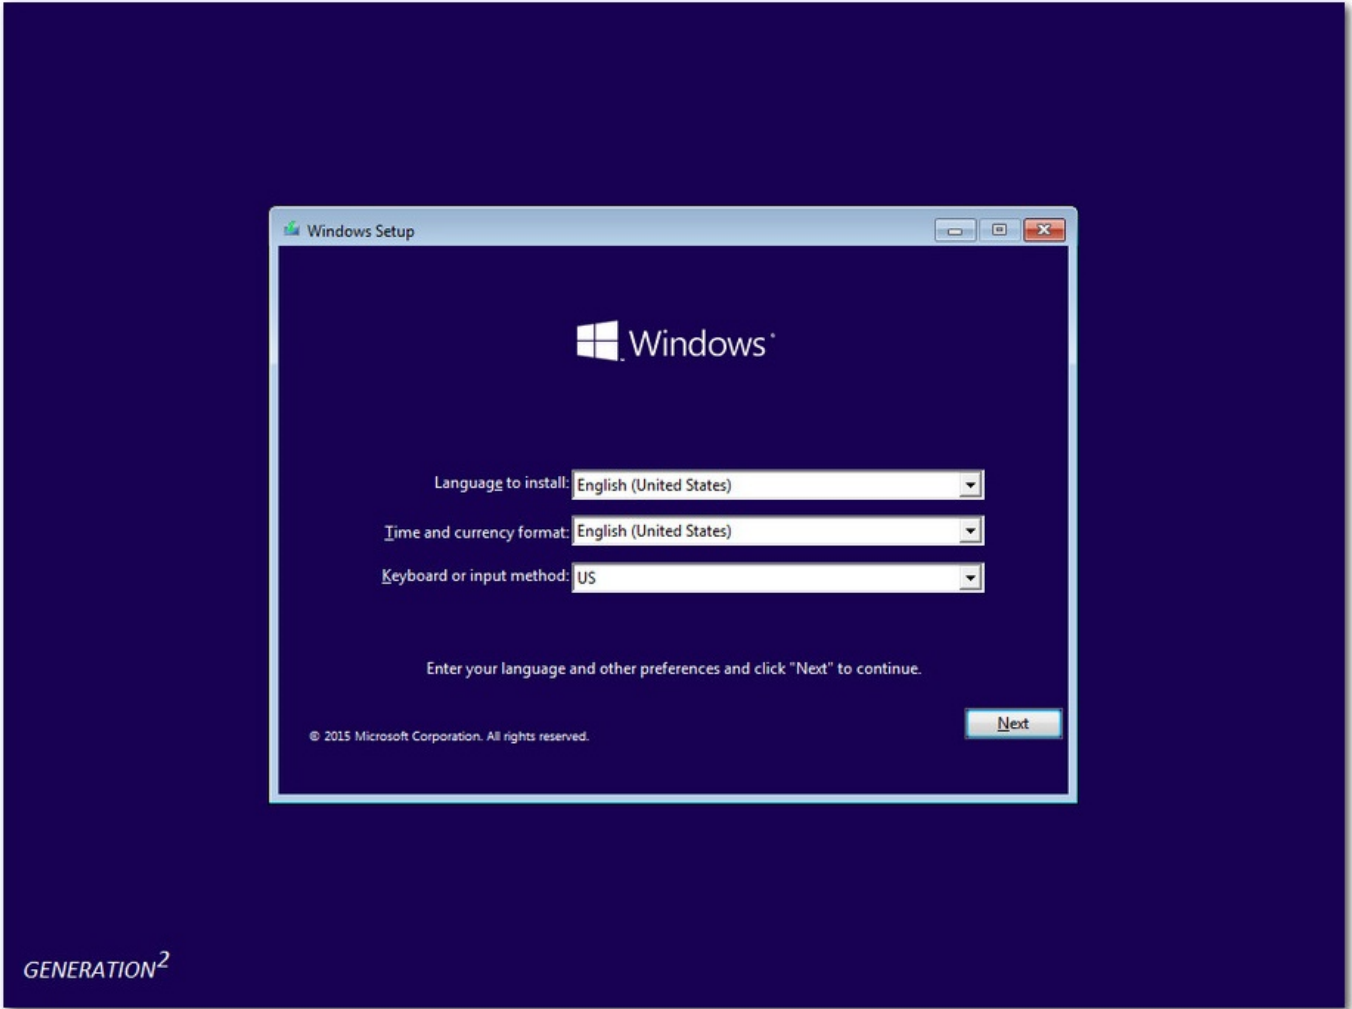 Windows Setup
Windows
Language to install: English (United States)
Time and currency format: English (United States)
Keyboard or input method: US
Enter your language and other preferences and click "Next" to continue.
Next
© 2015 Microsoft Corporation. All rights reserved.
GENERATION2